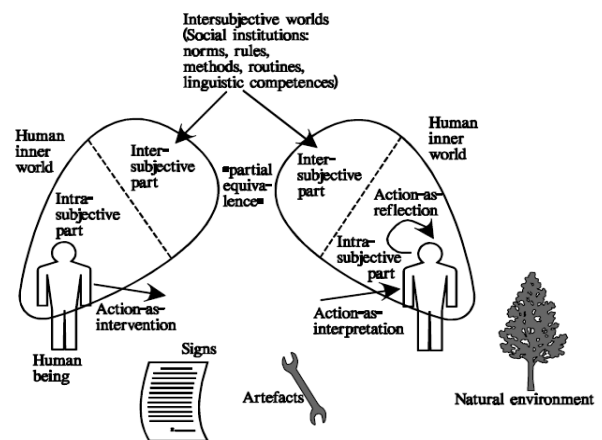 Intersubjective worlds
(Social institutions:
norms, rules,
methods, routines,
linguistic competences)
Human
inner
world
Inter-
subjective
part
"partial
equiva-
lence"
Inter-
subjective
part
Human
inner
world
Intra-
subjective
part
Action-as-
reflection
Intra-
subjective
part
Action-as-
intervention
Action-as-
interpretation
Human
being
Signs
Artefacts
Natural environment